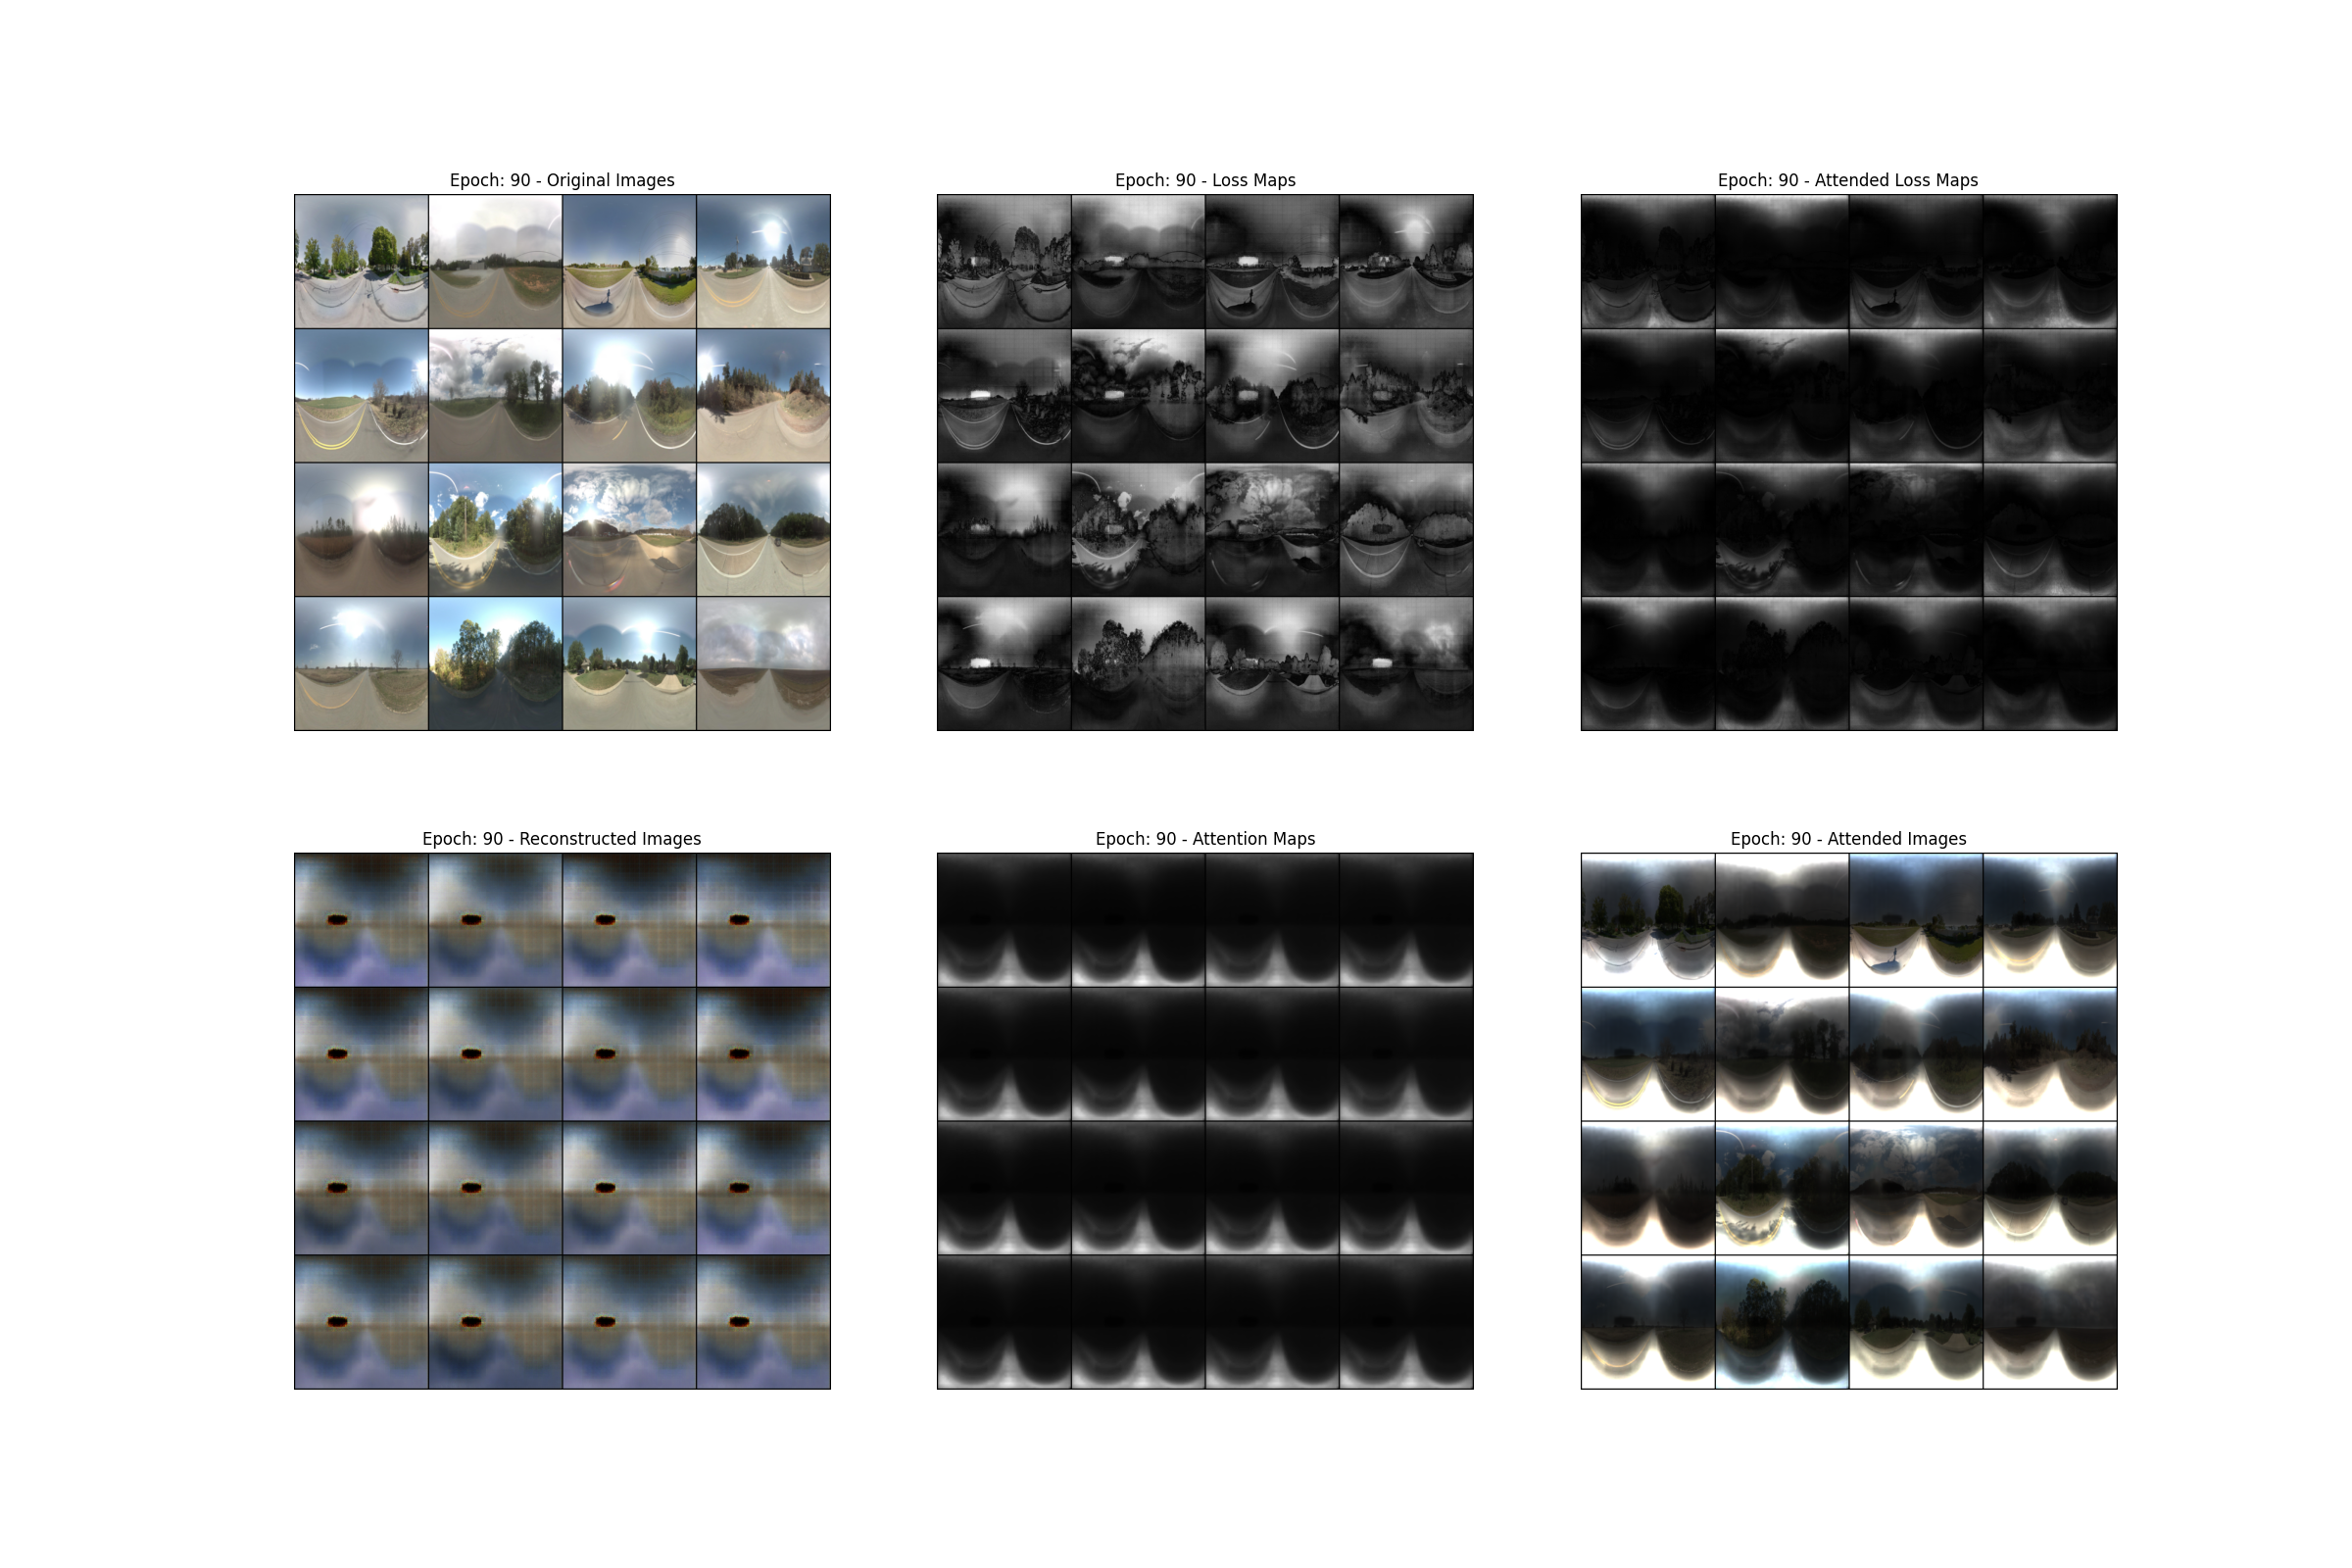 Epoch: 90 - Original Images
Epoch: 90 - Loss Maps
Epoch: 90 - Attended Loss Maps
Epoch: 90 - Reconstructed Images
Epoch: 90 - Attention Maps
Epoch: 90 - Attended Images